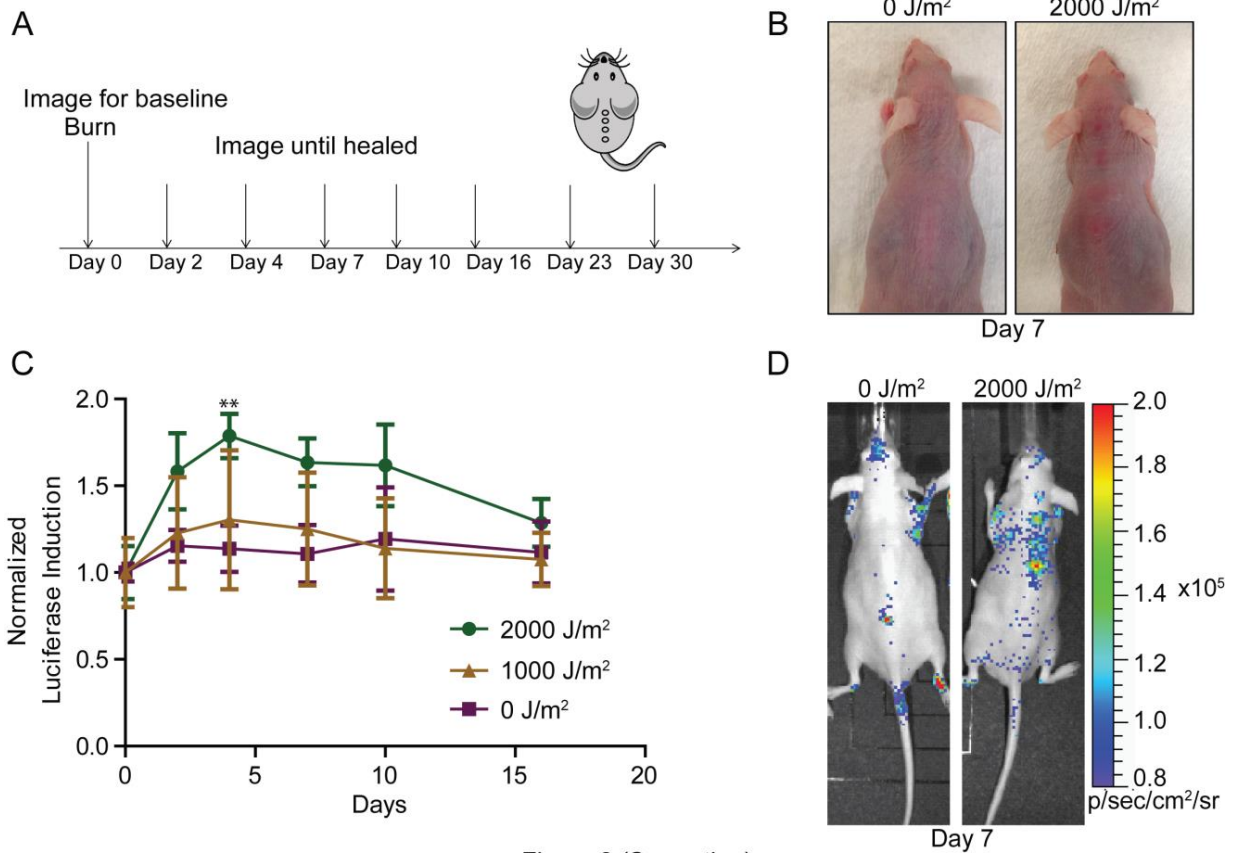 A
Image for baseline
Burn
Image until healed
Day 0 Day 2 Day 4 Day 7 Day 10 Day 16 Day 23 Day 30
B
0 J/m² 2000 J/m²
Day 7
C
Normalized
Luciferase Induction
2.0
1.5
1.0
0.5
0.0
**
2000 J/m²
1000 J/m²
0 J/m²
0 5 10 15 20
Days
D
0 J/m² 2000 J/m²
2.0
1.8
1.6
1.4 x10⁵
1.2
1.0
0.8
p/sec/cm²/sr
Day 7